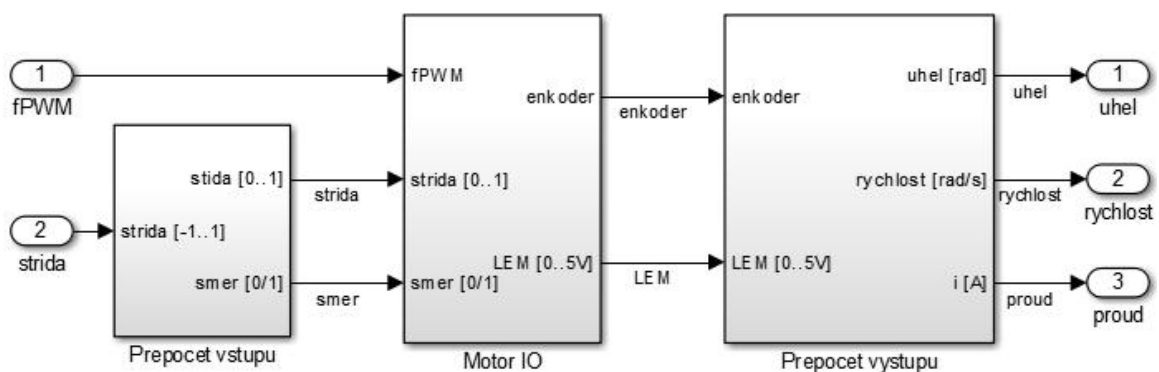 1
fPWM
2
strida
strida [-1..1]
stida [0..1]
smer [0/1]
Prepocet vstupu
strida
smer
fPWM
strida [0..1]
smer [0/1]
enkoder
LEM [0..5V]
Motor IO
enkoder
LEM
enkoder
LEM [0..5V]
uhel [rad]
rychlost [rad/s]
i [A]
Prepocet vystupu
uhel
rychlost
proud
1
uhel
2
rychlost
3
proud